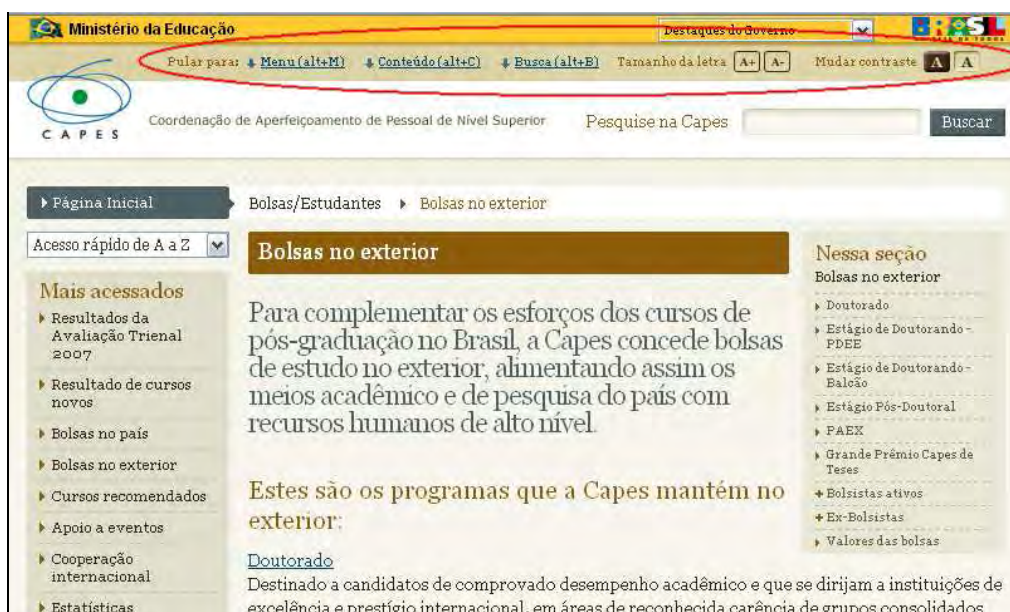 Ministério da Educação
Destaques do Governo
BRASIL
Pular para: Menu (alt+M) Conteúdo (alt+C) Busca (alt+B) Tamanho da letra A+ A- Mudar contraste A A
CAPES
Coordenação de Aperfeiçoamento de Pessoal de Nível Superior
Pesquise na Capes
Buscar
Página Inicial
Bolsas/Estudantes
Bolsas no exterior
Acesso rápido de A a Z
Mais acessados
Resultados da
Avaliação Trienal
2007
Resultado de cursos
novos
Bolsas no país
Bolsas no exterior
Cursos recomendados
Apoio a eventos
Cooperação
internacional
Estatísticas
Bolsas no exterior
Para complementar os esforços dos cursos de
pós-graduação no Brasil, a Capes concede bolsas
de estudo no exterior, alimentando assim os
meios acadêmico e de pesquisa do país com
recursos humanos de alto nível.
Estes são os programas que a Capes mantém no
exterior:
Doutorado
Destinado a candidatos de comprovado desempenho acadêmico e que se dirijam a instituições de
excelência e prestígio internacional, em áreas de reconhecida carência de grupos consolidados
Nessa seção
Bolsas no exterior
Doutorado
Estágio de Doutorando -
PDEE
Estágio de Doutorando -
Balcão
Estágio Pós-Doutoral
PAEX
Grande Prêmio Capes de
Teses
+ Bolsistas ativos
+ Ex-Bolsistas
Valores das bolsas